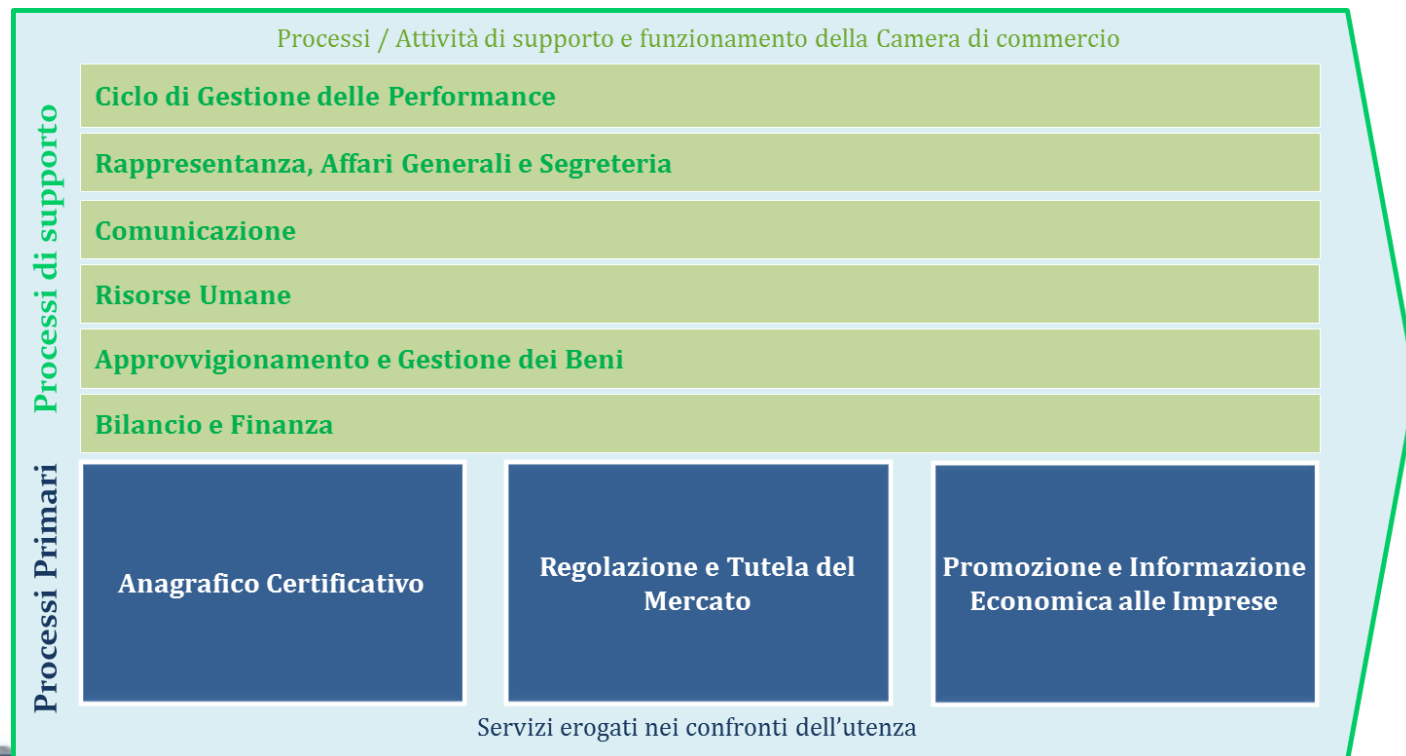 Processi / Attività di supporto e funzionamento della Camera di commercio
Processi di supporto
Ciclo di Gestione delle Performance
Rappresentanza, Affari Generali e Segreteria
Comunicazione
Risorse Umane
Approvvigionamento e Gestione dei Beni
Bilancio e Finanza
Processi Primari
Anagrafico Certificativo
Regolazione e Tutela del
Mercato
Promozione e Informazione
Economica alle Imprese
Servizi erogati nei confronti dell’utenza